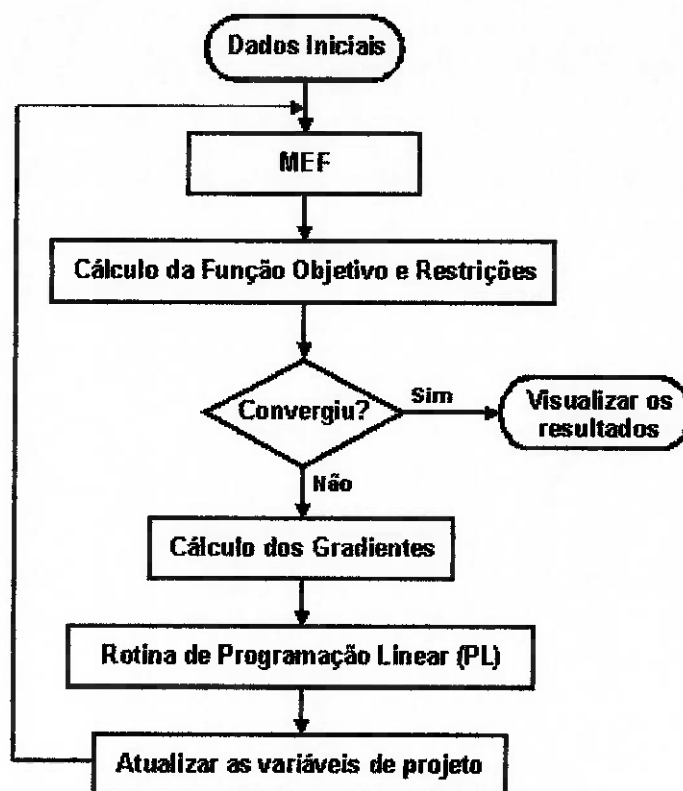 Dados Iniciais
MEF
Cálculo da Função Objetivo e Restrições
Convergiu?
Sim
Visualizar os
resultados
Não
Cálculo dos Gradientes
Rotina de Programação Linear (PL)
Atualizar as variáveis de projeto